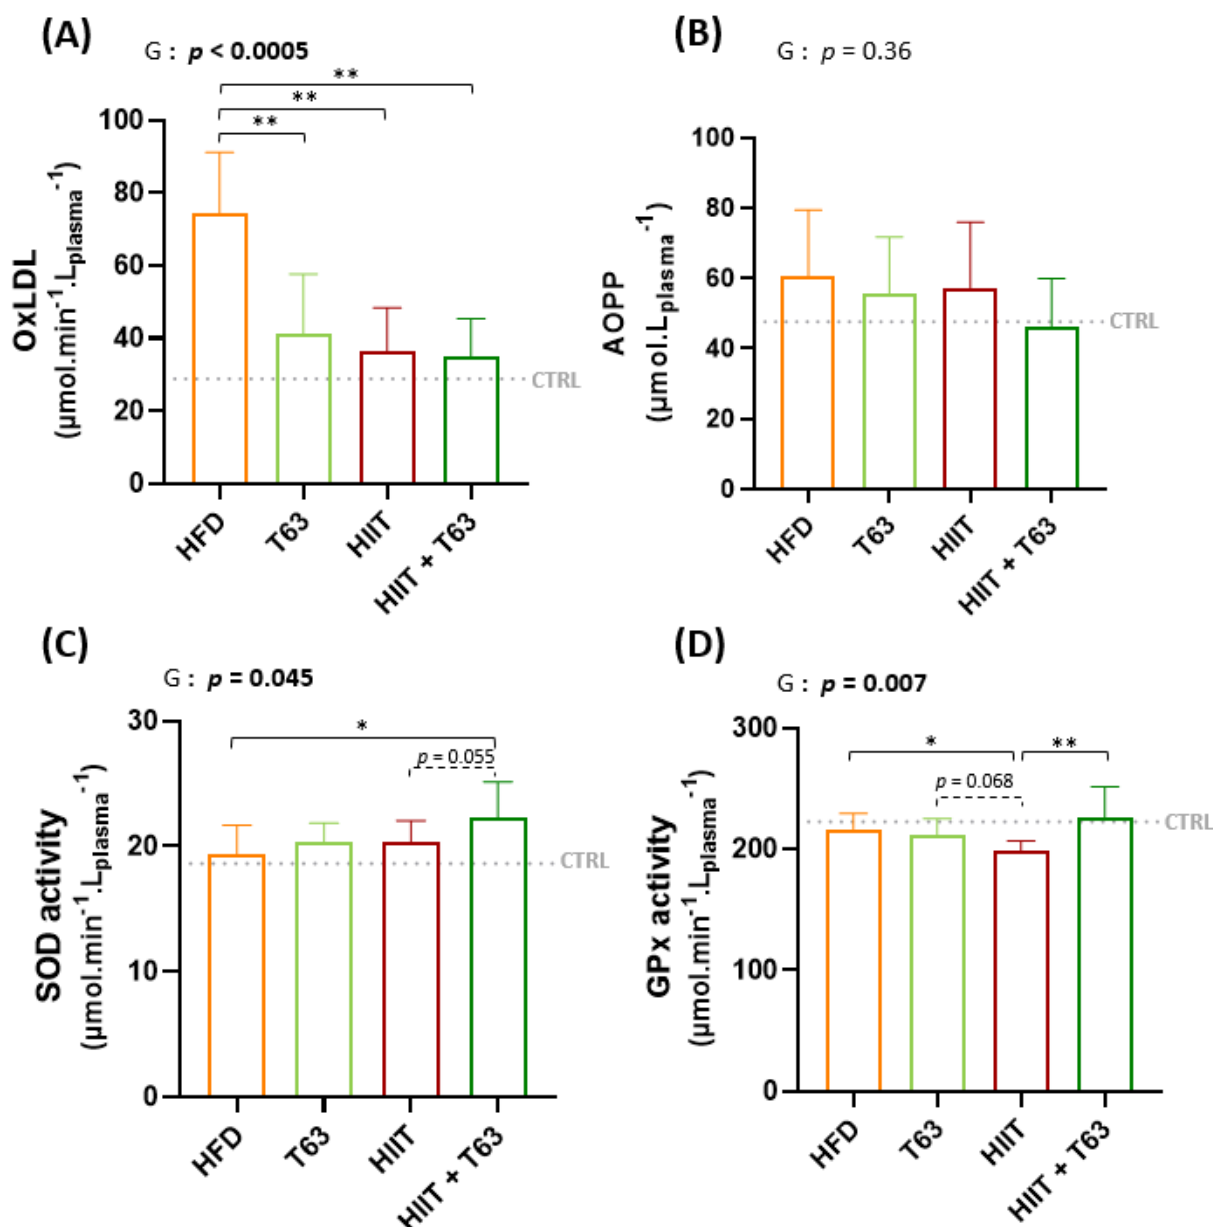 (A)
G : p < 0.0005
**
**
**
OxLDL
(µmol.min⁻¹.Lplasma⁻¹)
100
80
60
40
20
0
CTRL
HFD
T63
HIIT
HIIT + T63
(B)
G : p = 0.36
AOPP
(µmol.Lplasma⁻¹)
100
80
60
40
20
0
CTRL
HFD
T63
HIIT
HIIT + T63
(C)
G : p = 0.045
*
p = 0.055
SOD activity
(µmol.min⁻¹.Lplasma⁻¹)
30
20
10
0
CTRL
HFD
T63
HIIT
HIIT + T63
(D)
G : p = 0.007
*
**
p = 0.068
GPx activity
(µmol.min⁻¹.Lplasma⁻¹)
300
200
100
0
CTRL
HFD
T63
HIIT
HIIT + T63